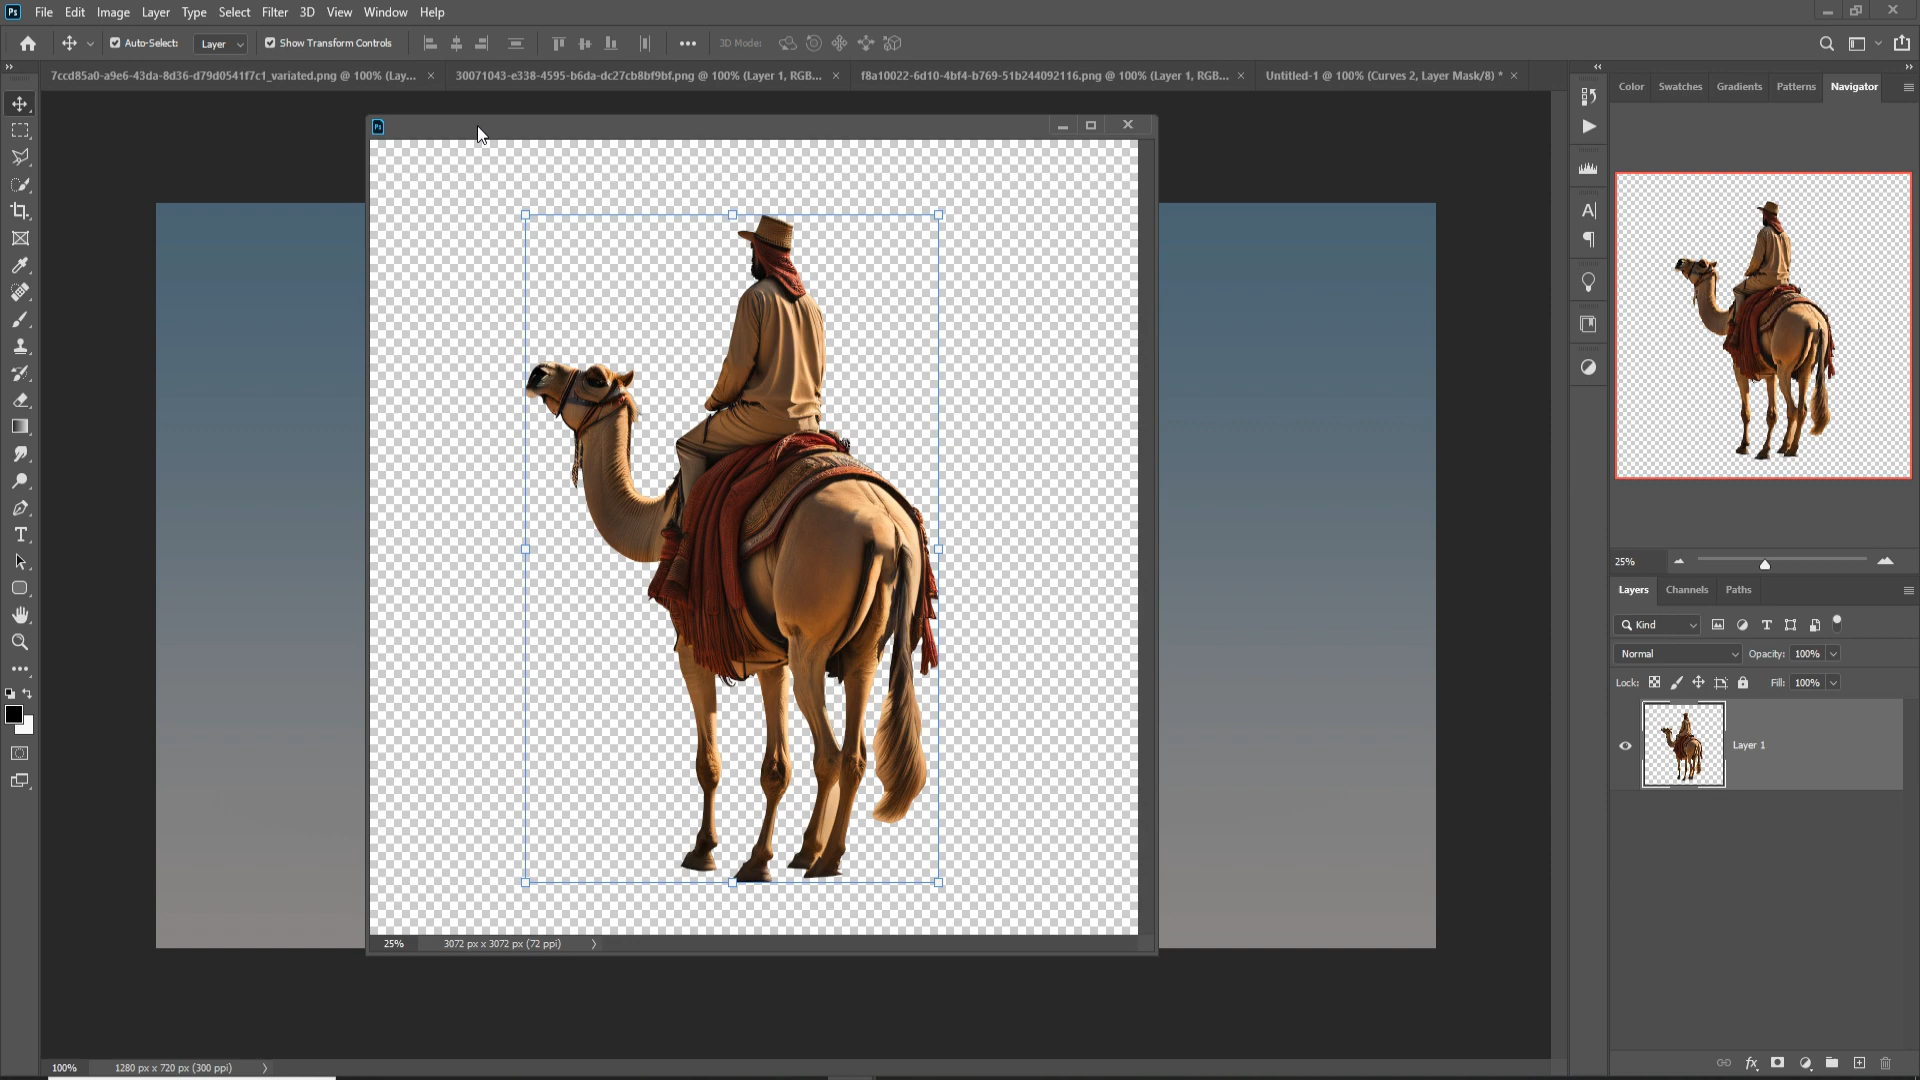 Ps File Edit Image Layer Type Select Filter 3D View Window Help
Auto-Select: Layer Show Transform Controls 3D Mode:
7ccd85a0-a9e6-43da-8d36-d79d0541f7c1_variated.png @ 100% (Lay... × 30071043-e338-4595-b6da-dc27cb8bf9bf.png @ 100% (Layer 1, RGB... × f8a10022-6d10-4bf4-b769-51b244092116.png @ 100% (Layer 1, RGB... × Untitled-1 @ 100% (Curves 2, Layer Mask/8) * ×
Color Swatches Gradients Patterns Navigator
Ps
25%
Layers Channels Paths
Kind
Normal Opacity: 100%
Lock: Fill: 100%
Layer 1
25% 3072 px x 3072 px (72 ppi)
100% 1280 px x 720 px (300 ppi)